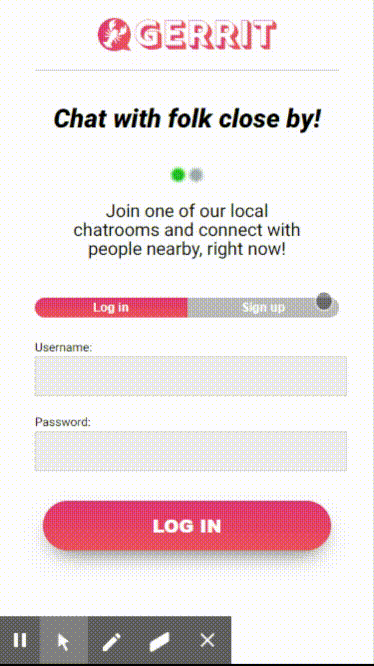 GERRIT
Chat with folk close by!
Join one of our local
chatrooms and connect with
people nearby, right now!
Log in
Sign up
Username:
Password:
LOG IN